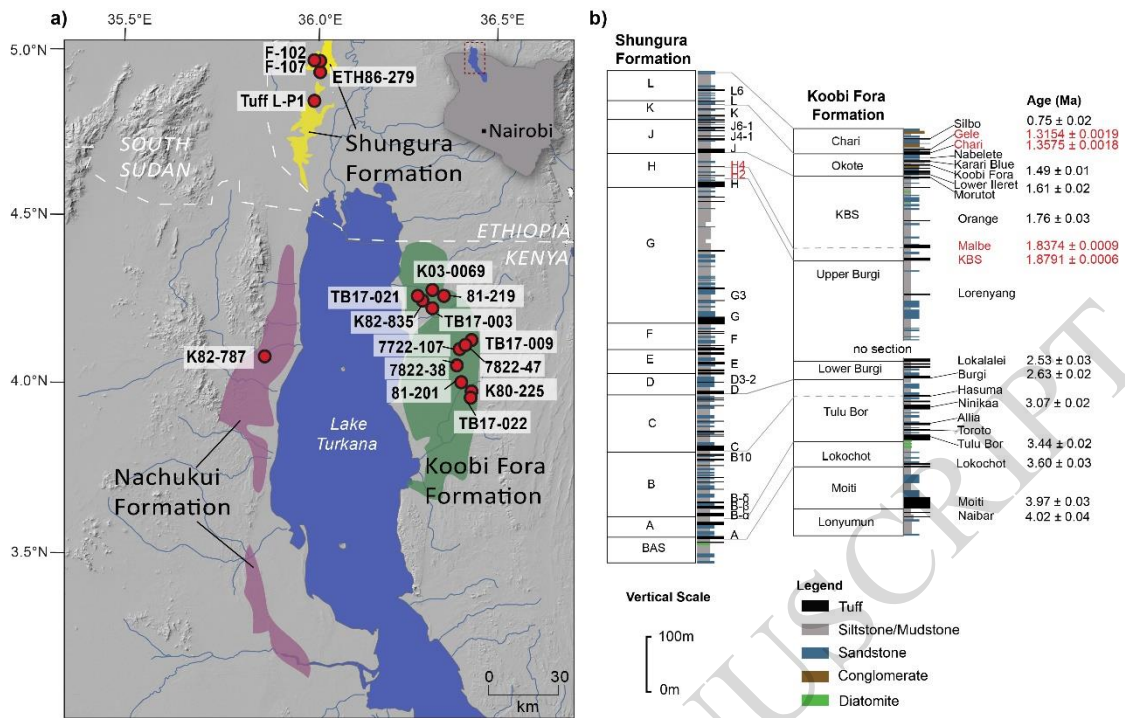 a)
35.5°E
36.0°E
36.5°E
5.0°N
4.5°N
4.0°N
3.5°N
F-102
F-107
ETH86-279
Tuff L-P1
Shungura
Formation
Nairobi
SOUTH
SUDAN
ETHIOPIA
KENYA
K03-0069
TB17-021
81-219
K82-835
TB17-003
7722-107
TB17-009
7822-47
7822-38
81-201
K80-225
TB17-022
K82-787
Lake
Turkana
Nachukui
Formation
Koobi Fora
Formation
0 30
km
b)
Shungura
Formation
L
K
J
H
G
F
E
D
C
B
A
BAS
L6
L
K
J6-1
J4-1
J
H4
H2
H
G3
G
F
E
D3-2
D
C
B10
B-δ
B-β
B-α
A
Koobi Fora
Formation
Chari
Okote
KBS
Upper Burgi
no section
Lower Burgi
Tulu Bor
Lokochot
Moiti
Lonyumun
Age (Ma)
Silbo 0.75 ± 0.02
Gele 1.3154 ± 0.0019
Chari 1.3575 ± 0.0018
Nabelete
Karari Blue
Koobi Fora 1.49 ± 0.01
Lower Ileret
Morutot 1.61 ± 0.02
Orange 1.76 ± 0.03
Malbe 1.8374 ± 0.0009
KBS 1.8791 ± 0.0006
Lorenyang
Lokalalei 2.53 ± 0.03
Burgi 2.63 ± 0.02
Hasuma
Ninikaa 3.07 ± 0.02
Allia
Toroto
Tulu Bor 3.44 ± 0.02
Lokochot 3.60 ± 0.03
Moiti 3.97 ± 0.03
Naibar 4.02 ± 0.04
Vertical Scale
100m
0m
Legend
Tuff
Siltstone/Mudstone
Sandstone
Conglomerate
Diatomite